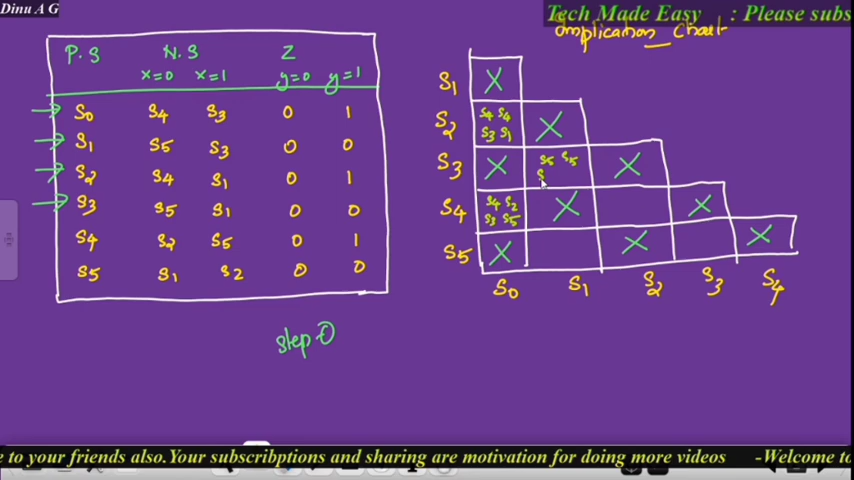 Dinu A G
Tech Made Easy : Please subs
Implication Chart
P.S N.S Z
x=0 x=1 y=0 y=1
S0 S4 S3 0 1
S1 S5 S3 0 0
S2 S4 S1 0 1
S3 S5 S1 0 0
S4 S2 S5 0 1
S5 S1 S2 0 0
step-0
S1 X
S2 S4 S4 X
S3 S1
S3 X S5 S5 X
S
S4 S4 S2 X X
S3 S5
S5 X X X
S0 S1 S2 S3 S4
e to your friends also.Your subscribptions and sharing are motivation for doing more videos -Welcome to